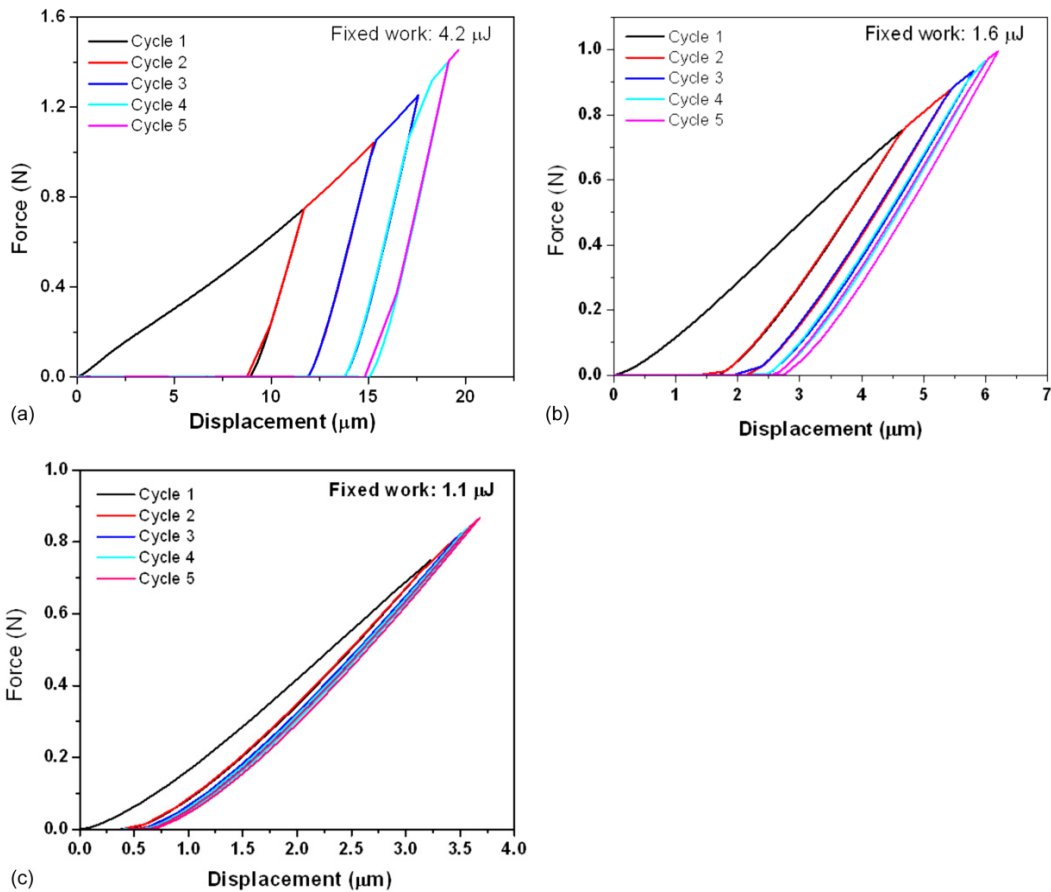 1.6
1.2
0.8
0.4
0.0
Force (N)
Fixed work: 4.2 μJ
Cycle 1
Cycle 2
Cycle 3
Cycle 4
Cycle 5
0
5
10
15
20
Displacement (μm)
(a)
1.0
0.8
0.6
0.4
0.2
0.0
Force (N)
Fixed work: 1.6 μJ
Cycle 1
Cycle 2
Cycle 3
Cycle 4
Cycle 5
0
1
2
3
4
5
6
7
Displacement (μm)
(b)
1.0
0.8
0.6
0.4
0.2
0.0
Force (N)
Fixed work: 1.1 μJ
Cycle 1
Cycle 2
Cycle 3
Cycle 4
Cycle 5
0.0
0.5
1.0
1.5
2.0
2.5
3.0
3.5
4.0
Displacement (μm)
(c)